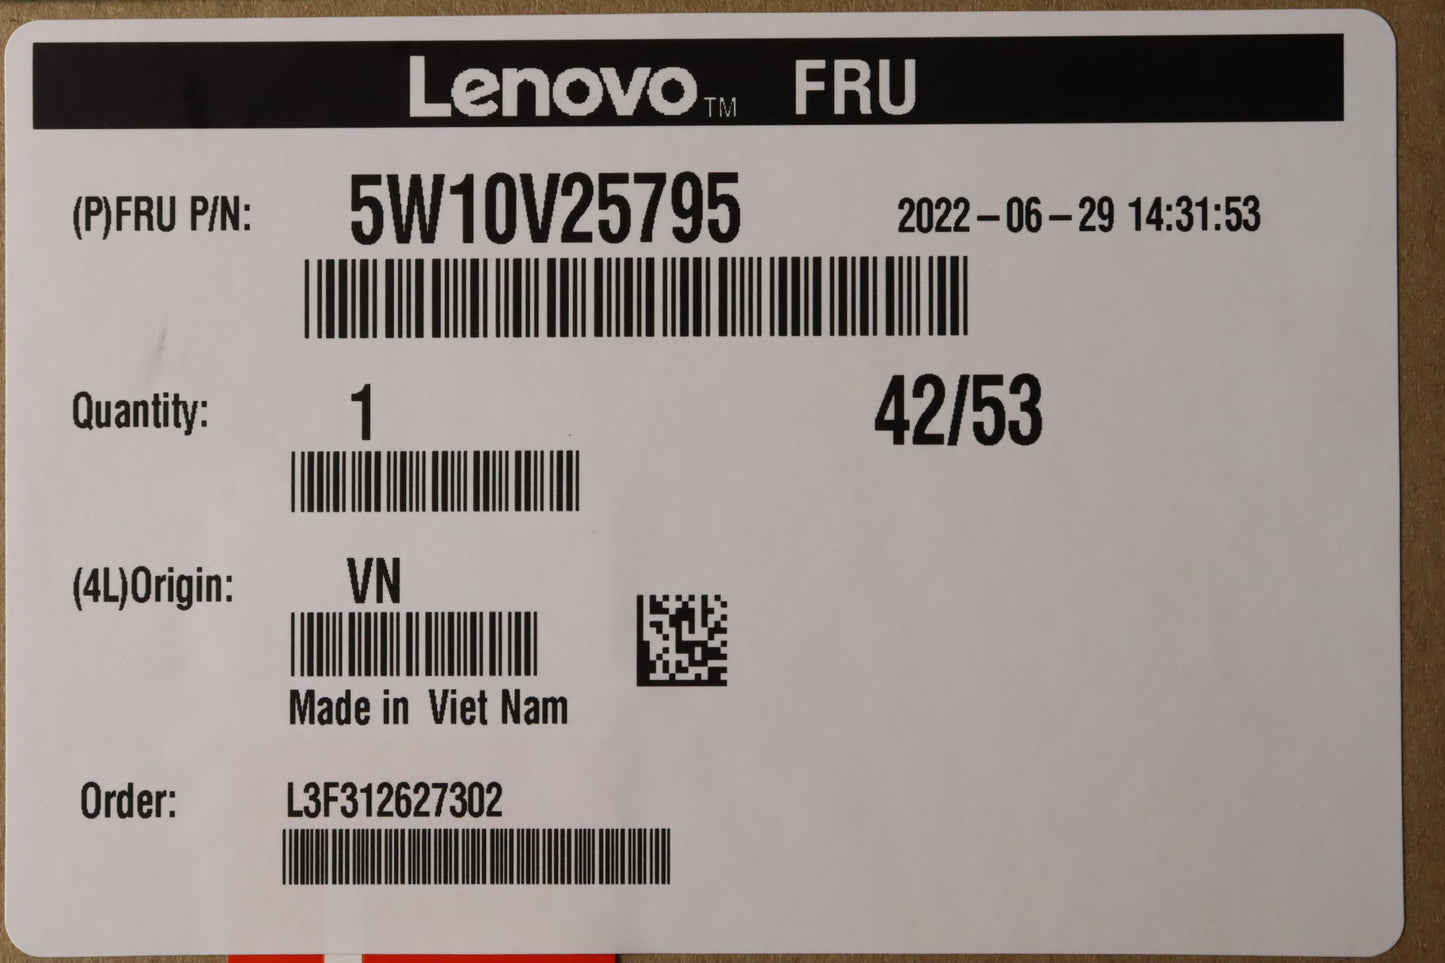 Lenovo™ FRU
(P)FRU P/N: 5W10V25795 2022-06-29 14:31:53
Quantity: 1 42/53
(4L)Origin: VN
Made in Viet Nam
Order: L3F312627302